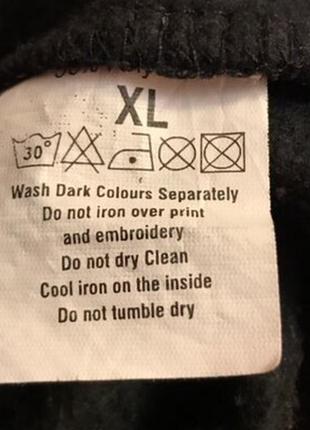 XL
30°
Wash Dark Colours Separately
Do not iron over print
and embroidery
Do not dry Clean
Cool iron on the inside
Do not tumble dry